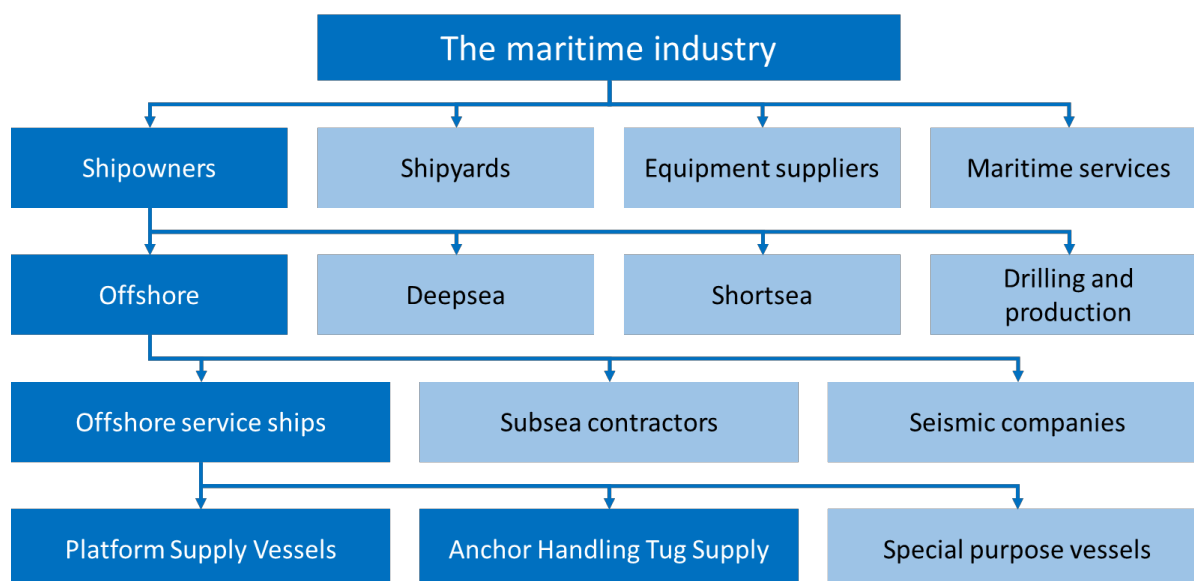 The maritime industry
Shipowners
Shipyards
Equipment suppliers
Maritime services
Offshore
Deepsea
Shortsea
Drilling and
production
Offshore service ships
Subsea contractors
Seismic companies
Platform Supply Vessels
Anchor Handling Tug Supply
Special purpose vessels